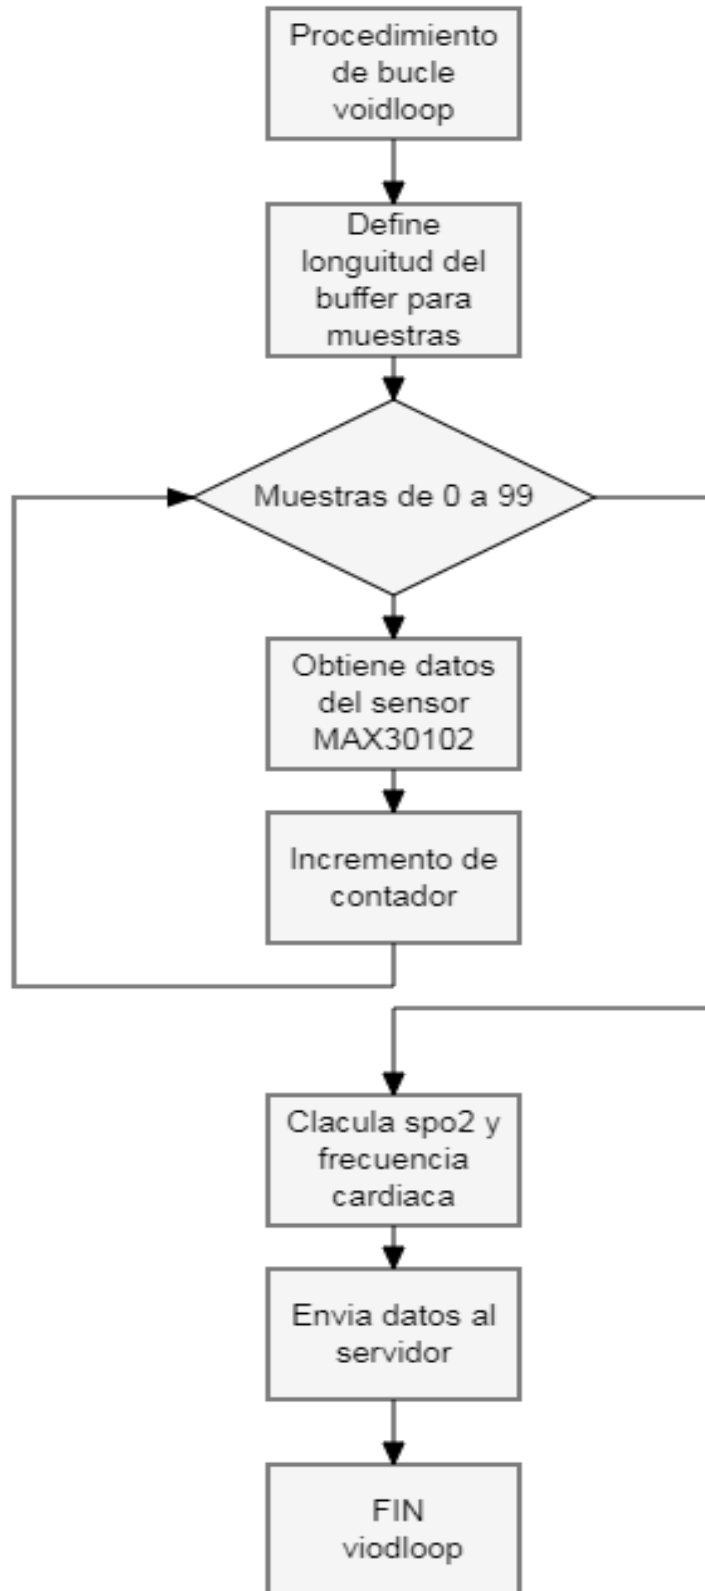 Procedimiento
de bucle
voidloop
Define
longuitud del
buffer para
muestras
Muestras de 0 a 99
Obtiene datos
del sensor
MAX30102
Incremento de
contador
Clacula spo2 y
frecuencia
cardiaca
Envia datos al
servidor
FIN
viodloop